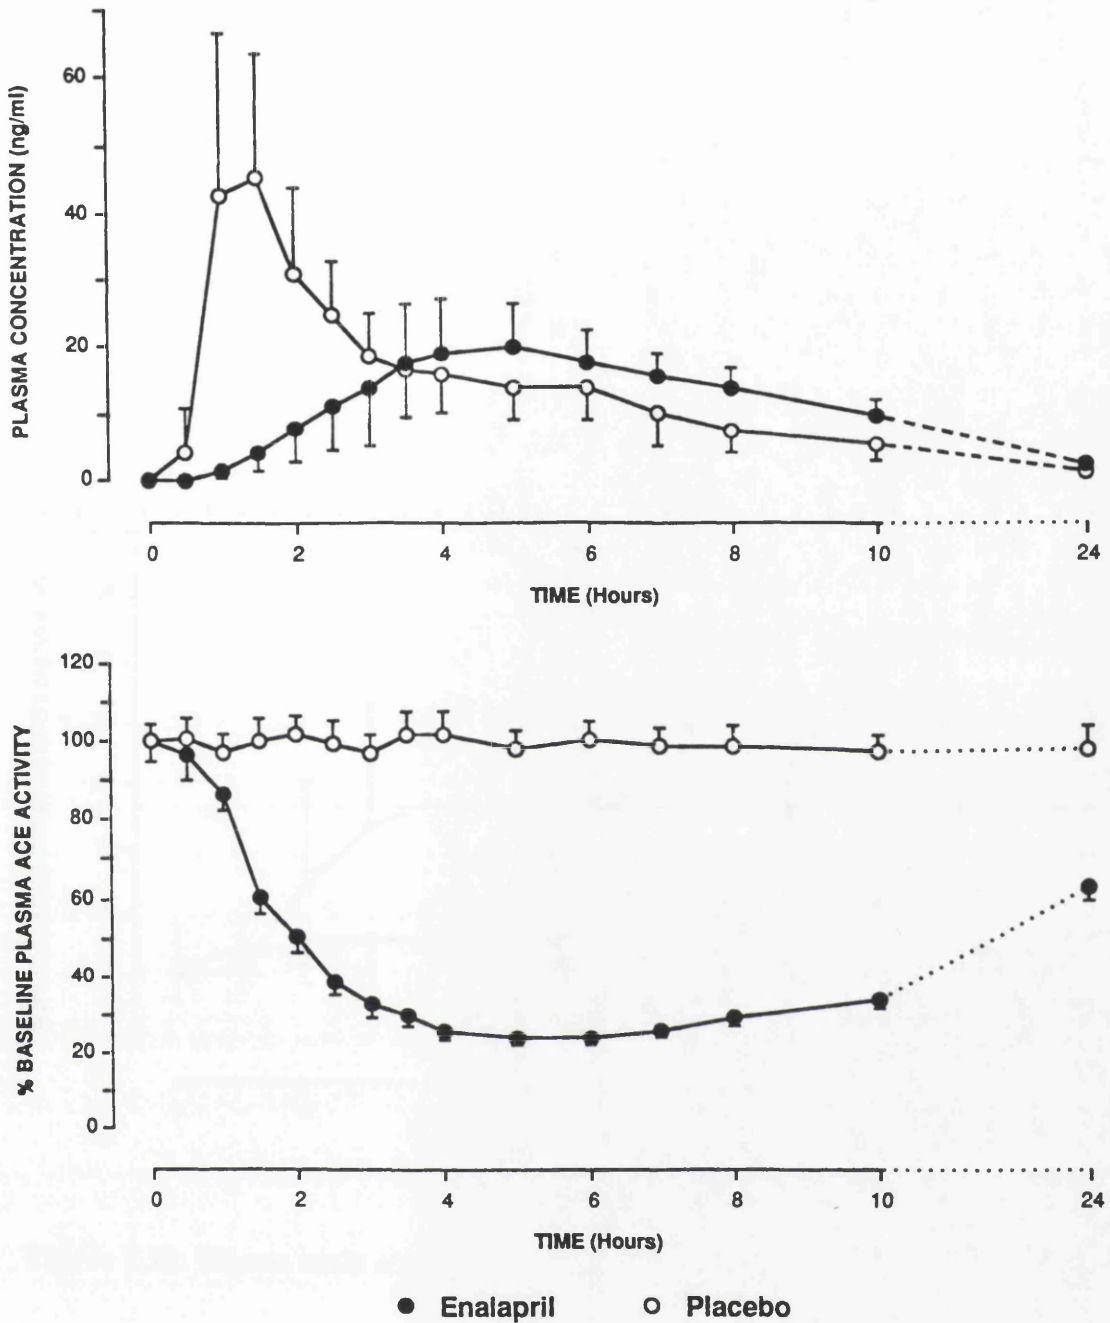 PLASMA CONCENTRATION (ng/ml)
60
40
20
0
0 2 4 6 8 10 24
TIME (Hours)
% BASELINE PLASMA ACE ACTIVITY
120
100
80
60
40
20
0
0 2 4 6 8 10 24
TIME (Hours)
Enalapril Placebo